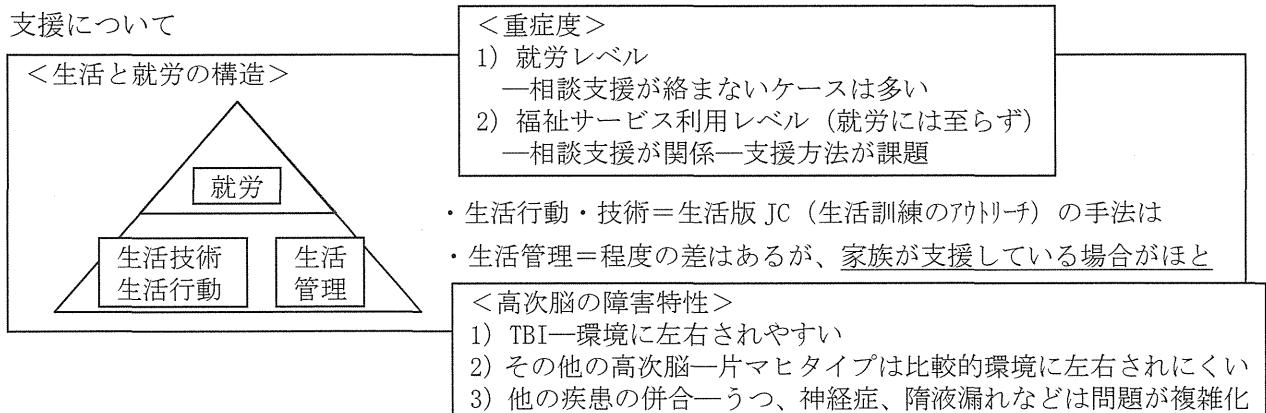 支援について
＜生活と就労の構造＞
就労
生活技術
生活行動
生活
管理
＜重症度＞
1) 就労レベル
―相談支援が絡まないケースは多い
2) 福祉サービス利用レベル（就労には至らず）
―相談支援が関係―支援方法が課題
・生活行動・技術＝生活版 JC（生活訓練のｱｳﾄﾘｰﾁ）の手法は
・生活管理＝程度の差はあるが、家族が支援している場合がほと
＜高次脳の障害特性＞
1) TBI―環境に左右されやすい
2) その他の高次脳―片マヒタイプは比較的環境に左右されにくい
3) 他の疾患の併合―うつ、神経症、隋液漏れなどは問題が複雑化